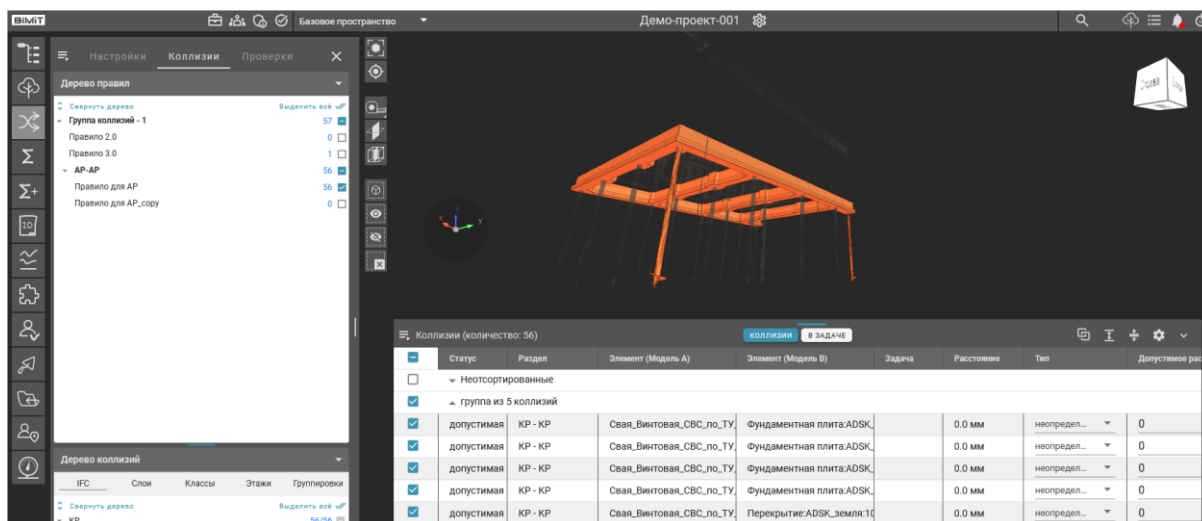 BIMIT Базовое пространство Демо-проект-001
Настройки Коллизии Проверки
Дерево правил
Свернуть дерево Выделить всё
Группа коллизий - 1 57
Правило 2.0 0
Правило 3.0 1
АР-АР 56
Правило для АР 56
Правило для АР_copy 0
Дерево коллизий
IFC Слои Классы Этажи Группировки
Свернуть дерево Выделить всё
КР 56/56
2D
X Y
Коллизии (количество: 56) КОЛЛИЗИИ В ЗАДАЧЕ
Статус Раздел Элемент (Модель A) Элемент (Модель B) Задача Расстояние Тип Допустимое рас
Неотсортированные
группа из 5 коллизий
допустимая КР - КР Свая_Винтовая_СВС_по_ТУ_ Фундаментная плита:ADSK_ 0.0 мм неопредел... 0
допустимая КР - КР Свая_Винтовая_СВС_по_ТУ_ Фундаментная плита:ADSK_ 0.0 мм неопредел... 0
допустимая КР - КР Свая_Винтовая_СВС_по_ТУ_ Фундаментная плита:ADSK_ 0.0 мм неопредел... 0
допустимая КР - КР Свая_Винтовая_СВС_по_ТУ_ Фундаментная плита:ADSK_ 0.0 мм неопредел... 0
допустимая КР - КР Свая_Винтовая_СВС_по_ТУ_ Перекрытие:ADSK_земля:10 0.0 мм неопредел... 0